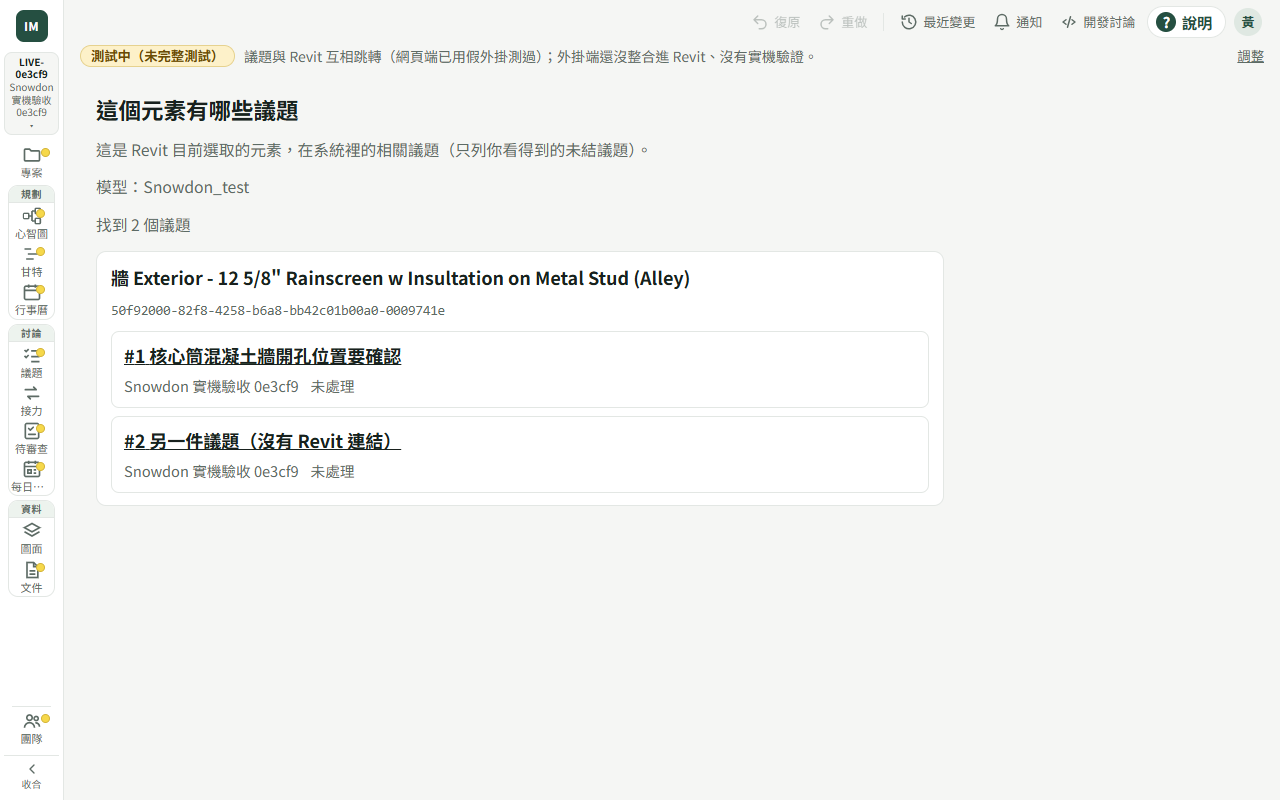 IM
LIVE-
0e3cf9
Snowdon
實機驗收
0e3cf9
專案
規劃
心智圖
甘特
行事曆
討論
議題
接力
待審查
每日…
資料
圖面
文件
團隊
收合
復原
重做
最近變更
通知
開發討論
? 說明
黃
測試中（未完整測試） 議題與 Revit 互相跳轉（網頁端已用假外掛測過）；外掛端還沒整合進 Revit、沒有實機驗證。
調整
這個元素有哪些議題
這是 Revit 目前選取的元素，在系統裡的相關議題（只列你看得到的未結議題）。
模型：Snowdon_test
找到 2 個議題
牆 Exterior - 12 5/8" Rainscreen w Insultation on Metal Stud (Alley)
50f92000-82f8-4258-b6a8-bb42c01b00a0-0009741e
#1 核心筒混凝土牆開孔位置要確認
Snowdon 實機驗收 0e3cf9 未處理
#2 另一件議題（沒有 Revit 連結）
Snowdon 實機驗收 0e3cf9 未處理